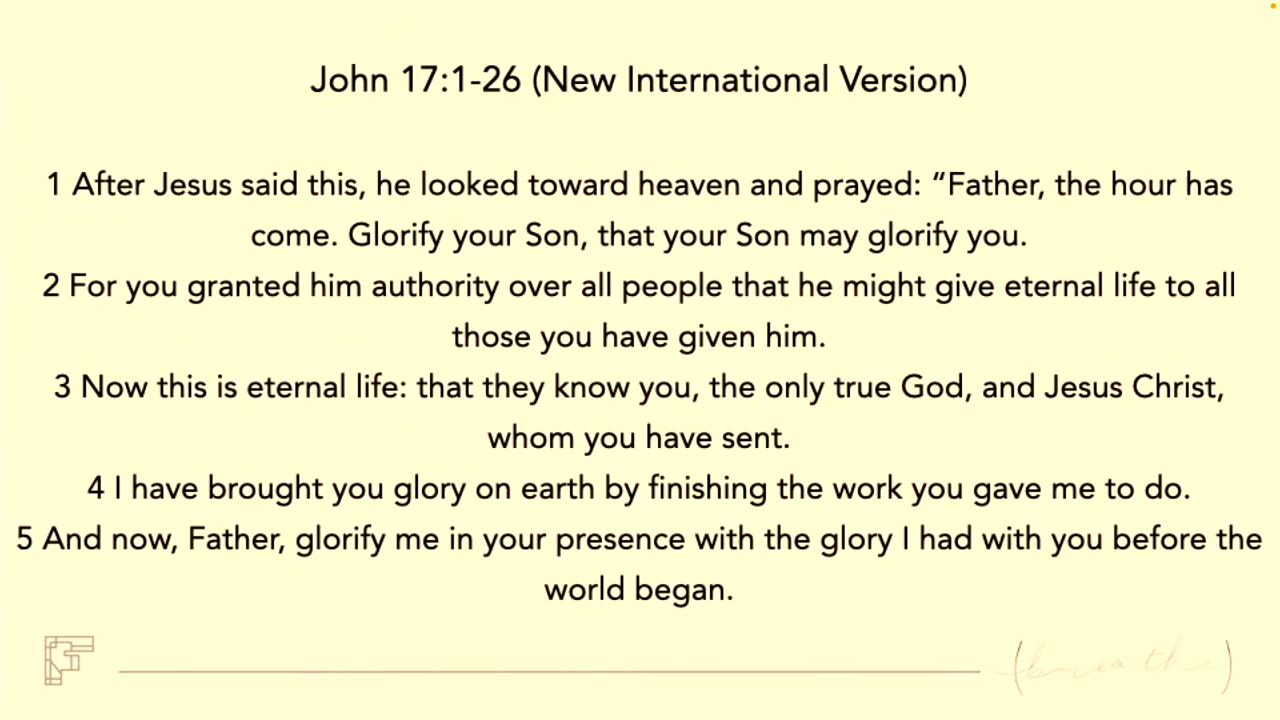 John 17:1-26 (New International Version)
1 After Jesus said this, he looked toward heaven and prayed: “Father, the hour has
come. Glorify your Son, that your Son may glorify you.
2 For you granted him authority over all people that he might give eternal life to all
those you have given him.
3 Now this is eternal life: that they know you, the only true God, and Jesus Christ,
whom you have sent.
4 I have brought you glory on earth by finishing the work you gave me to do.
5 And now, Father, glorify me in your presence with the glory I had with you before the
world began.
(breathe)